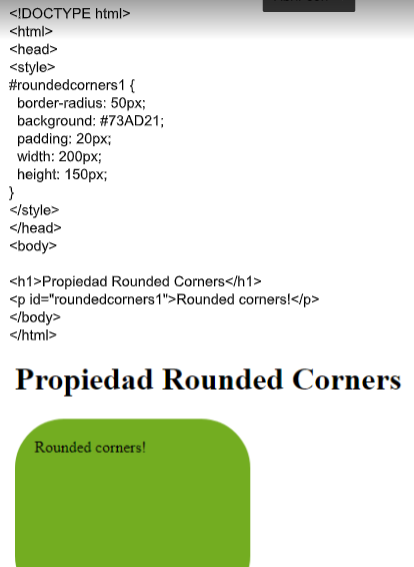 <!DOCTYPE html>
<html>
<head>
<style>
#roundedcorners1 {
  border-radius: 50px;
  background: #73AD21;
  padding: 20px;
  width: 200px;
  height: 150px;
}
</style>
</head>
<body>

<h1>Propiedad Rounded Corners</h1>
<p id="roundedcorners1">Rounded corners!</p>
</body>
</html>
Propiedad Rounded Corners
Rounded corners!